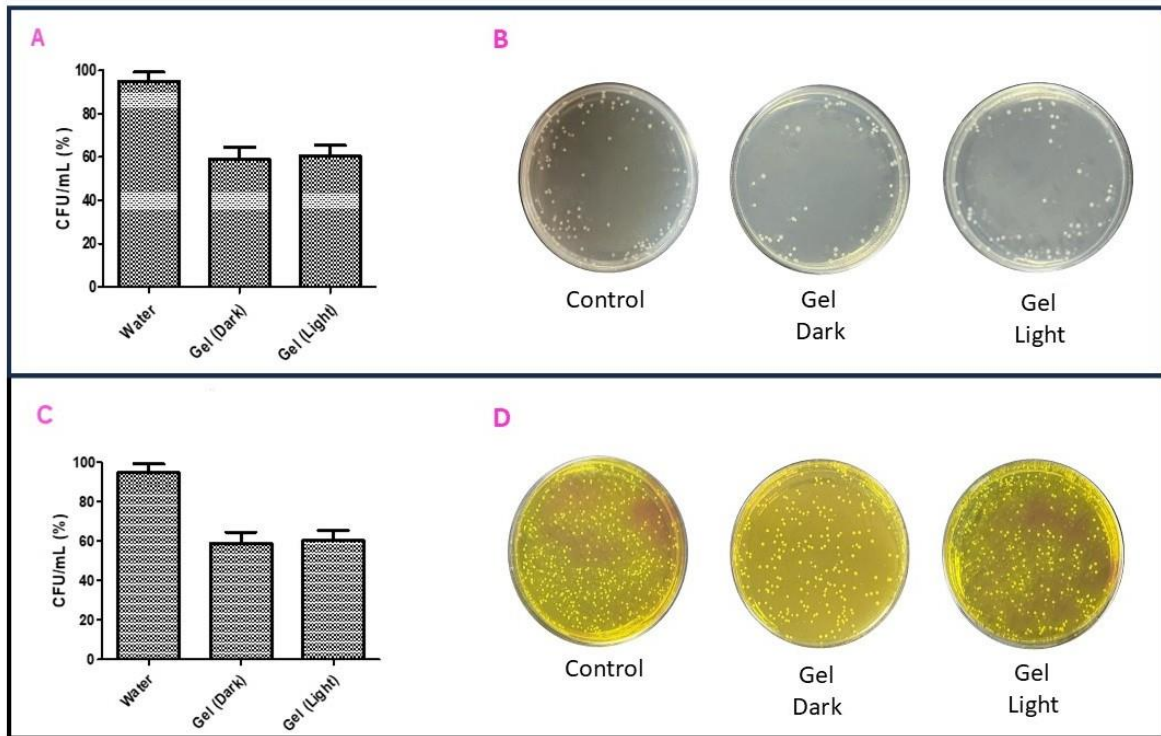 A
B
CFU/mL (%)
100
80
60
40
20
0
Water
Gel (Dark)
Gel (Light)
Control
Gel
Dark
Gel
Light
C
D
CFU/mL (%)
100
80
60
40
20
0
Water
Gel (Dark)
Gel (Light)
Control
Gel
Dark
Gel
Light